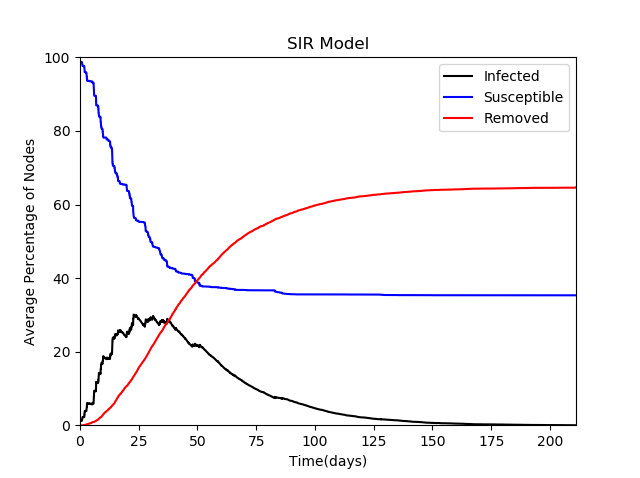 SIR Model
Infected
Susceptible
Removed
Average Percentage of Nodes
100
80
60
40
20
0
0 25 50 75 100 125 150 175 200
Time(days)